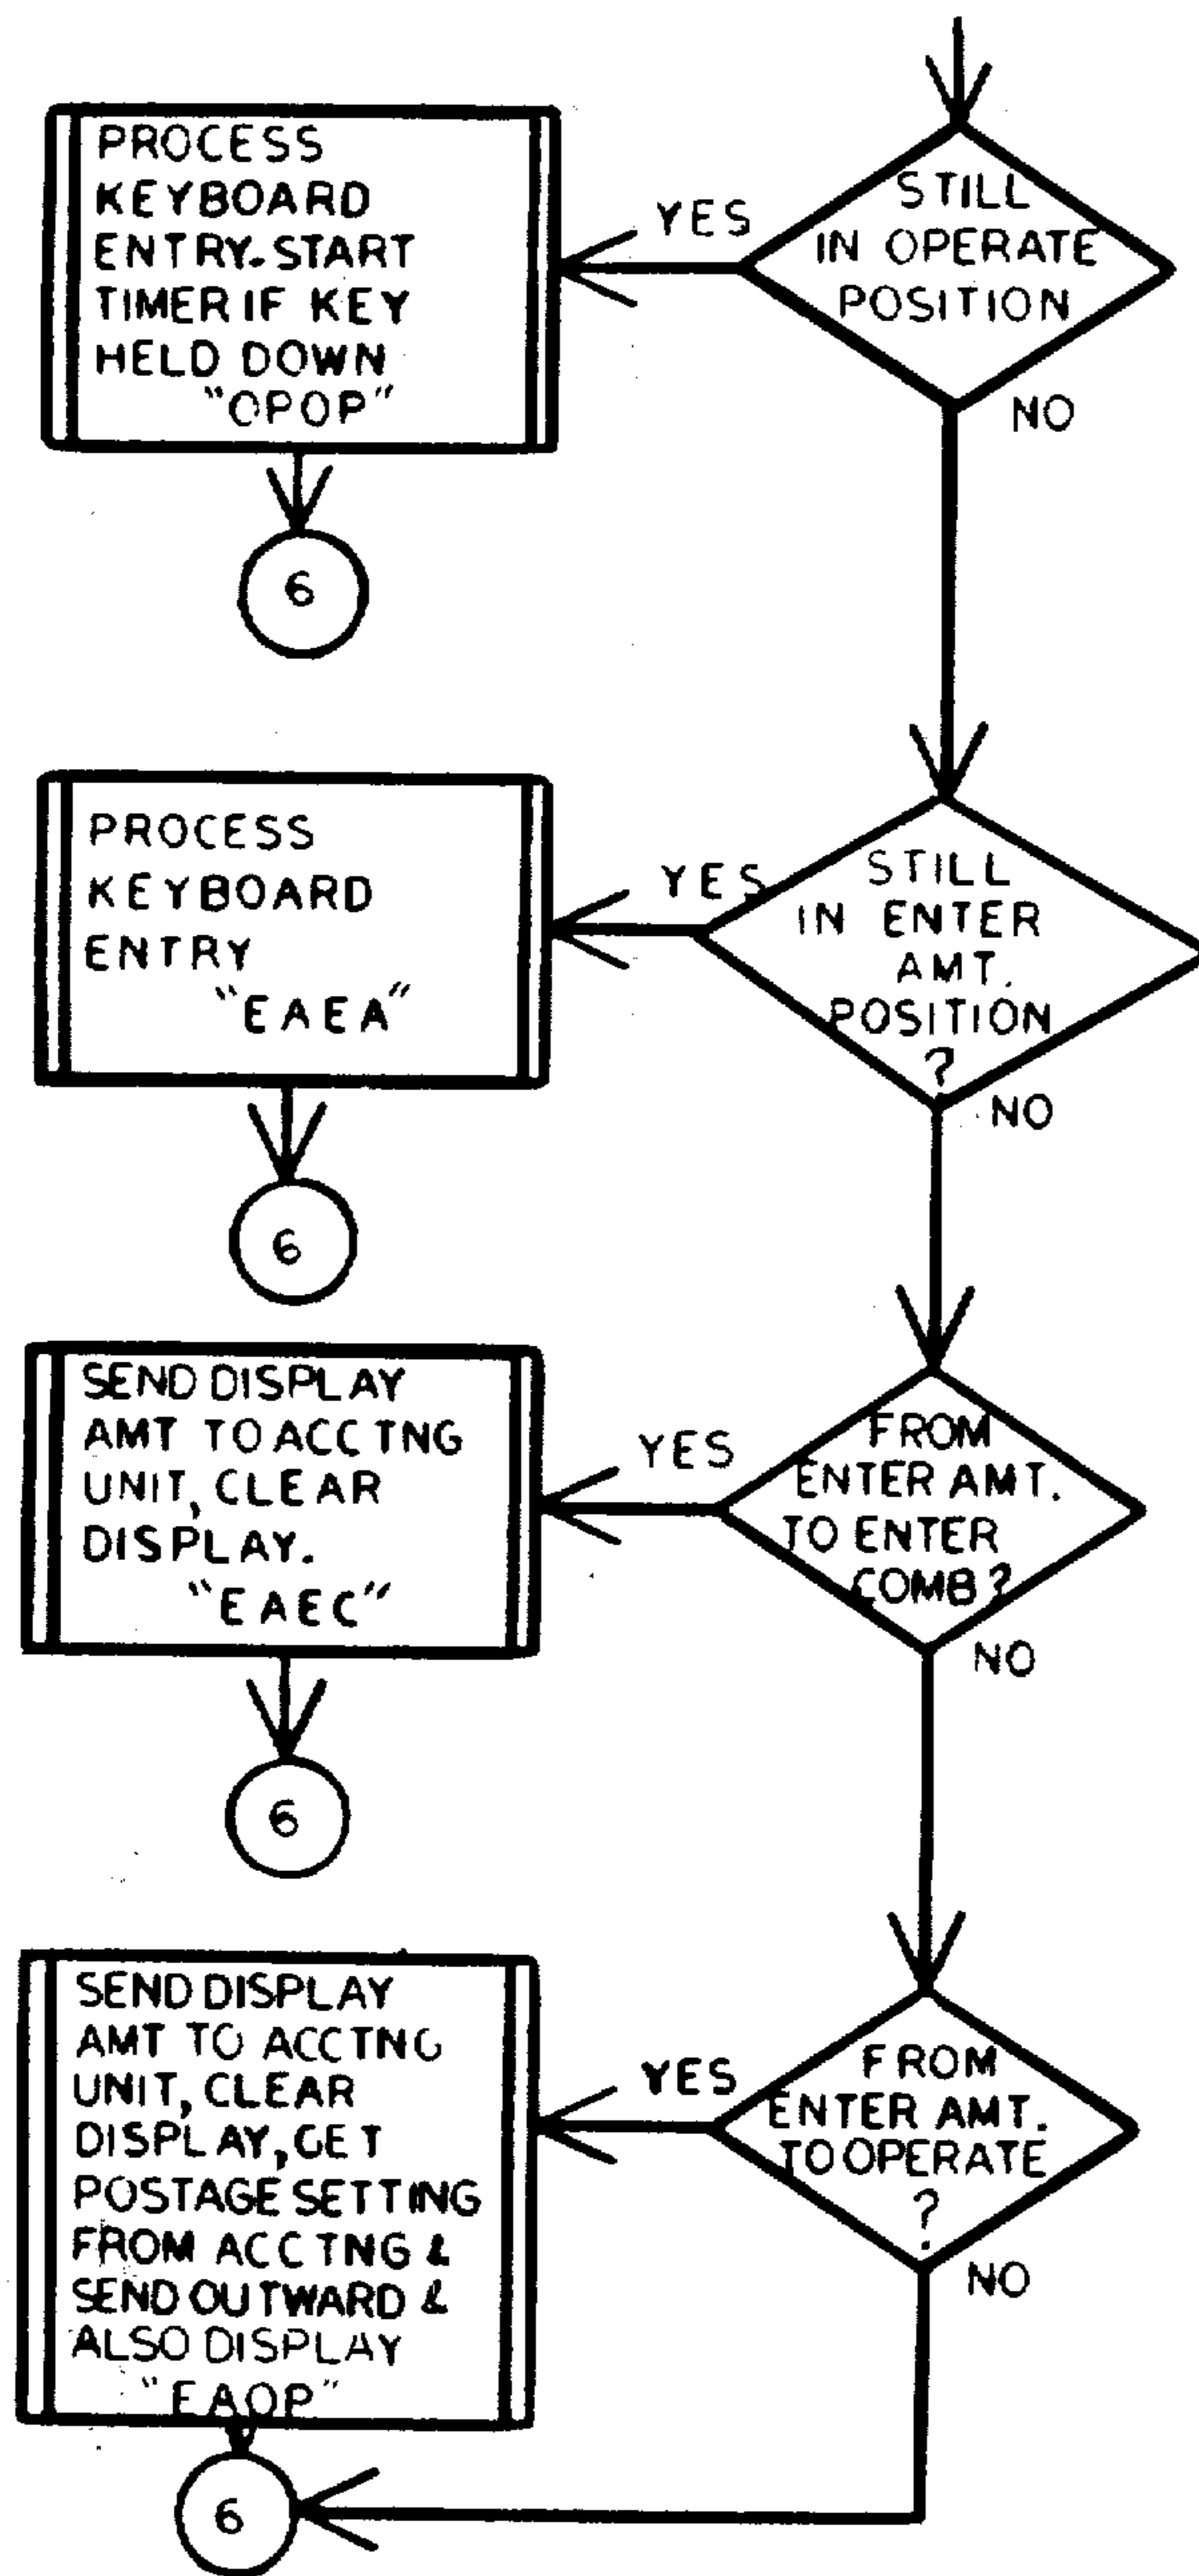 STILL
IN OPERATE
POSITION
YES
NO
PROCESS
KEYBOARD
ENTRY. START
TIMER IF KEY
HELD DOWN
"OPOP"
6
STILL
IN ENTER
AMT.
POSITION
?
YES
NO
PROCESS
KEYBOARD
ENTRY
"EAEA"
6
FROM
ENTER AMT.
TO ENTER
COMB?
YES
NO
SEND DISPLAY
AMT TO ACCTNG
UNIT, CLEAR
DISPLAY.
"EAEC"
6
FROM
ENTER AMT.
TO OPERATE
?
YES
NO
SEND DISPLAY
AMT TO ACCTNG
UNIT, CLEAR
DISPLAY, GET
POSTAGE SETTING
FROM ACCTNG &
SEND OUTWARD &
ALSO DISPLAY
"EAOP"
6